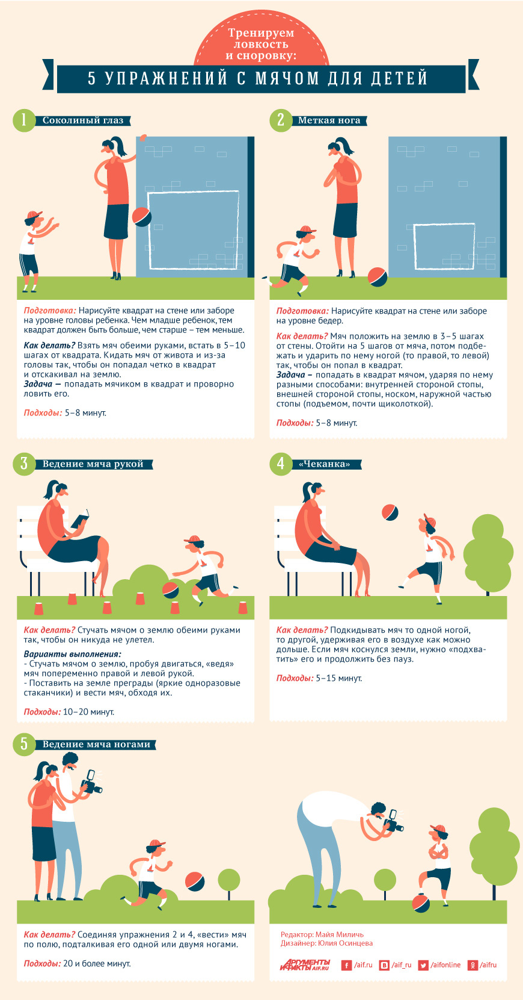 Тренируем
ловкость
и сноровку:
5 УПРАЖНЕНИЙ С МЯЧОМ ДЛЯ ДЕТЕЙ
1 Соколиный глаз
Подготовка: Нарисуйте квадрат на стене или заборе
на уровне головы ребенка. Чем младше ребенок, тем
квадрат должен быть больше, чем старше – тем меньше.
Как делать? Взять мяч обеими руками, встать в 5–10
шагах от квадрата. Кидать мяч от живота и из-за
головы так, чтобы он попадал четко в квадрат
и отскакивал на землю.
Задача — попадать мячиком в квадрат и проворно
ловить его.
Подходы: 5–8 минут.
2 Меткая нога
Подготовка: Нарисуйте квадрат на стене или заборе
на уровне бедер.
Как делать? Мяч положить на землю в 3–5 шагах
от стены. Отойти на 5 шагов от мяча, потом подбе-
жать и ударить по нему ногой (то правой, то левой)
так, чтобы он попал в квадрат.
Задача – попадать в квадрат мячом, ударяя по нему
разными способами: внутренней стороной стопы,
внешней стороной стопы, носком, наружной частью
стопы (подъемом, почти щиколоткой).
Подходы: 5–8 минут.
3 Ведение мяча рукой
Как делать? Стучать мячом о землю обеими руками
так, чтобы он никуда не улетел.
Варианты выполнения:
- Стучать мячом о землю, пробуя двигаться, «ведя»
мяч попеременно правой и левой рукой.
- Поставить на земле преграды (яркие одноразовые
стаканчики) и вести мяч, обходя их.
Подходы: 10–20 минут.
4 «Чеканка»
Как делать? Подкидывать мяч то одной ногой,
то другой, удерживая его в воздухе как можно
дольше. Если мяч коснулся земли, нужно «подхва-
тить» его и продолжить без пауз.
Подходы: 5–15 минут.
5 Ведение мяча ногами
Как делать? Соединяя упражнения 2 и 4, «вести» мяч
по полю, подталкивая его одной или двумя ногами.
Подходы: 20 и более минут.
Редактор: Майя Миличь
Дизайнер: Юлия Осинцева
АРГУМЕНТЫ
И ФАКТЫ AIF.RU
/aif.ru /aif_ru /aifonline /aifru